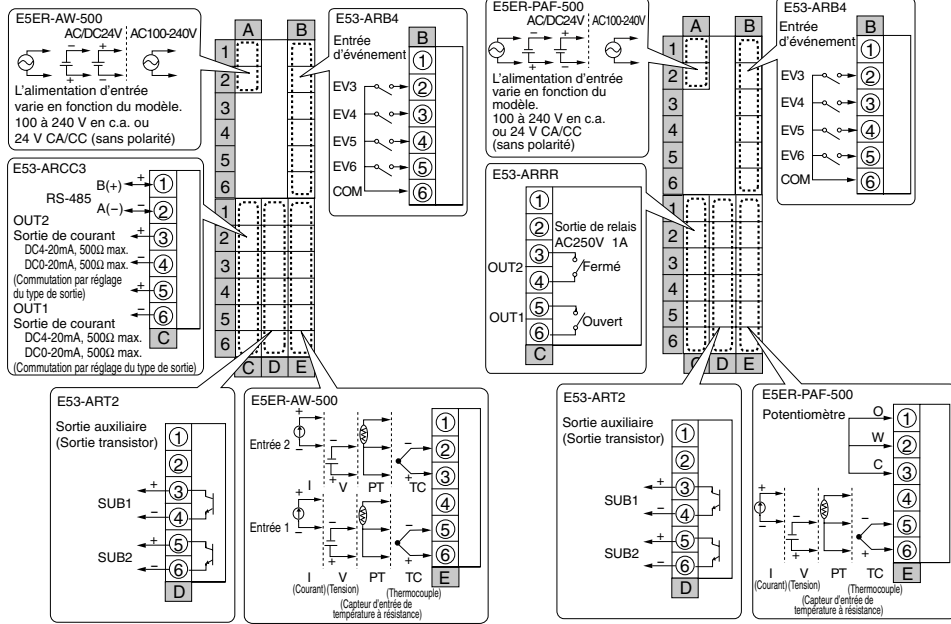 E5ER-AW-500
AC/DC24V AC100-240V
+ − − +
L'alimentation d'entrée
varie en fonction du modèle.
100 à 240 V en c.a. ou
24 V CA/CC (sans polarité)
A B
1
2
3
4
5
6
1
2
3
4
5
6
C D E
E53-ARB4
Entrée
d'événement
B
①
EV3 ②
EV4 ③
EV5 ④
EV6 ⑤
COM ⑥
E53-ARCC3
B(+) + ①
RS-485
A(−) − ②
OUT2 + ③
Sortie de courant
DC4-20mA, 500Ω max.
DC0-20mA, 500Ω max. − ④
(Commutation par réglage
du type de sortie) + ⑤
OUT1 − ⑥
Sortie de courant
DC4-20mA, 500Ω max.
DC0-20mA, 500Ω max.
(Commutation par réglage du type de sortie)
C
E53-ART2
Sortie auxiliaire
(Sortie transistor)
①
②
+ ③
SUB1
− ④
+ ⑤
SUB2
− ⑥
D
E5ER-AW-500
E
①
②
③
④
⑤
⑥
Entrée 2
+ − − −
− + +
I V PT TC
Entrée 1
+ − − −
− + +
I V PT TC
(Courant) (Tension) (Thermocouple)
(Capteur d'entrée de
température à résistance)
E5ER-PAF-500
AC/DC24V AC100-240V
+ − − +
L'alimentation d'entrée
varie en fonction du
modèle.
100 à 240 V en c.a.
ou 24 V CA/CC
(sans polarité)
A B
1
2
3
4
5
6
1
2
3
4
5
6
C D E
E53-ARB4
Entrée
d'événement
B
①
EV3 ②
EV4 ③
EV5 ④
EV6 ⑤
COM ⑥
E53-ARRR
①
② Sortie de relais
AC250V 1A
③
OUT2 Fermé
④
⑤
OUT1 Ouvert
⑥
C
E53-ART2
Sortie auxiliaire
(Sortie transistor)
①
②
+ ③
SUB1
− ④
+ ⑤
SUB2
− ⑥
D
E5ER-PAF-500
Potentiomètre
O ①
W ②
C ③
④
⑤
⑥
E
+ − − −
− + +
I V PT TC
(Courant) (Tension) (Thermocouple)
(Capteur d'entrée de
température à résistance)